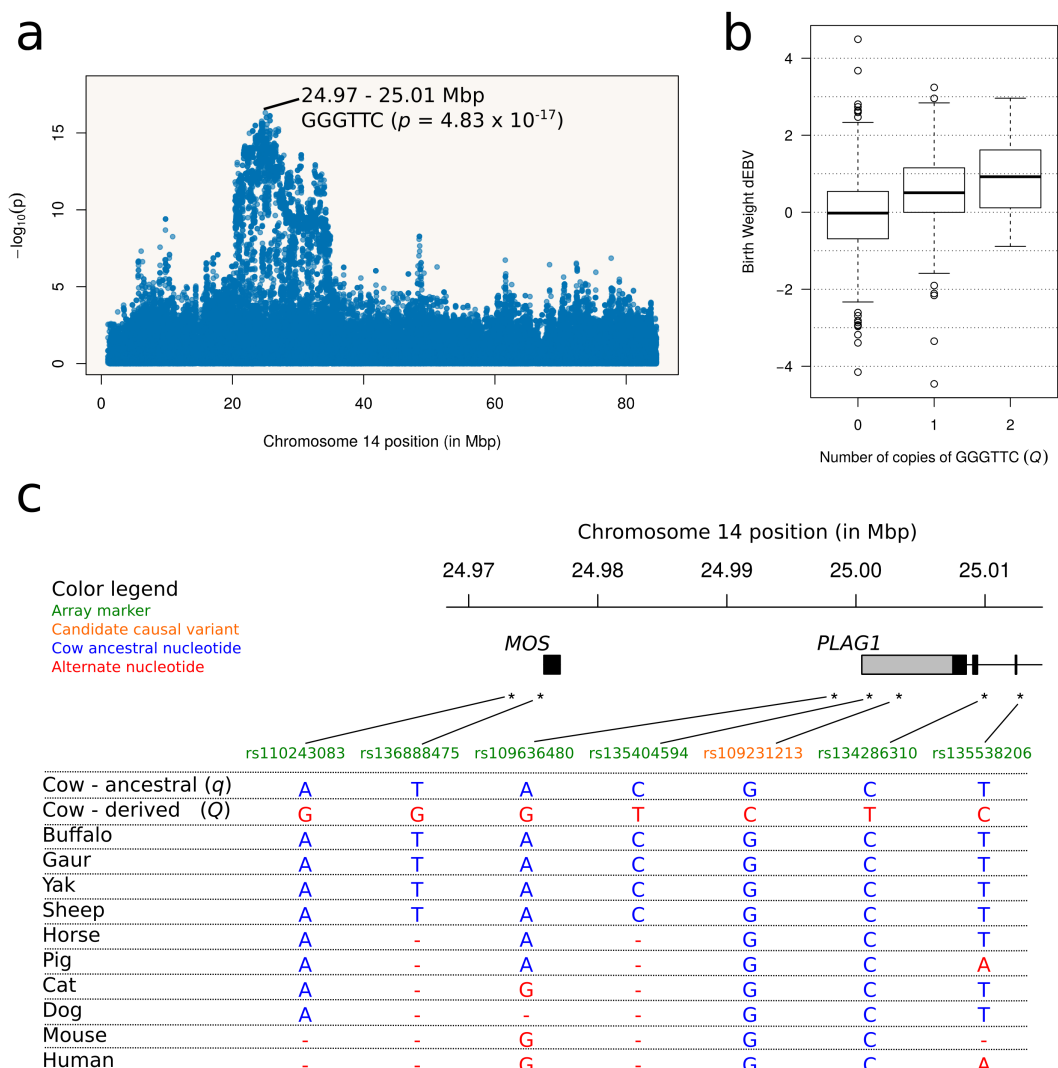 a
24.97 - 25.01 Mbp
GGGTTC (p = 4.83 x 10-17)
−log10(p)
15
10
5
0
0 20 40 60 80
Chromosome 14 position (in Mbp)
b
Birth Weight dEBV
4
2
0
−2
−4
0 1 2
Number of copies of GGGTTC (Q)
c
Chromosome 14 position (in Mbp)
24.97 24.98 24.99 25.00 25.01
Color legend
Array marker
Candidate causal variant
Cow ancestral nucleotide
Alternate nucleotide
MOS PLAG1
* * * * * * *
rs110243083 rs136888475 rs109636480 rs135404594 rs109231213 rs134286310 rs135538206
Cow - ancestral (q) A T A C G C T
Cow - derived (Q) G G G T C T C
Buffalo A T A C G C T
Gaur A T A C G C T
Yak A T A C G C T
Sheep A T A C G C T
Horse A - A - G C T
Pig A - A - G C A
Cat A - G - G C T
Dog A - - - G C T
Mouse - - G - G C -
Human - - G - G C A